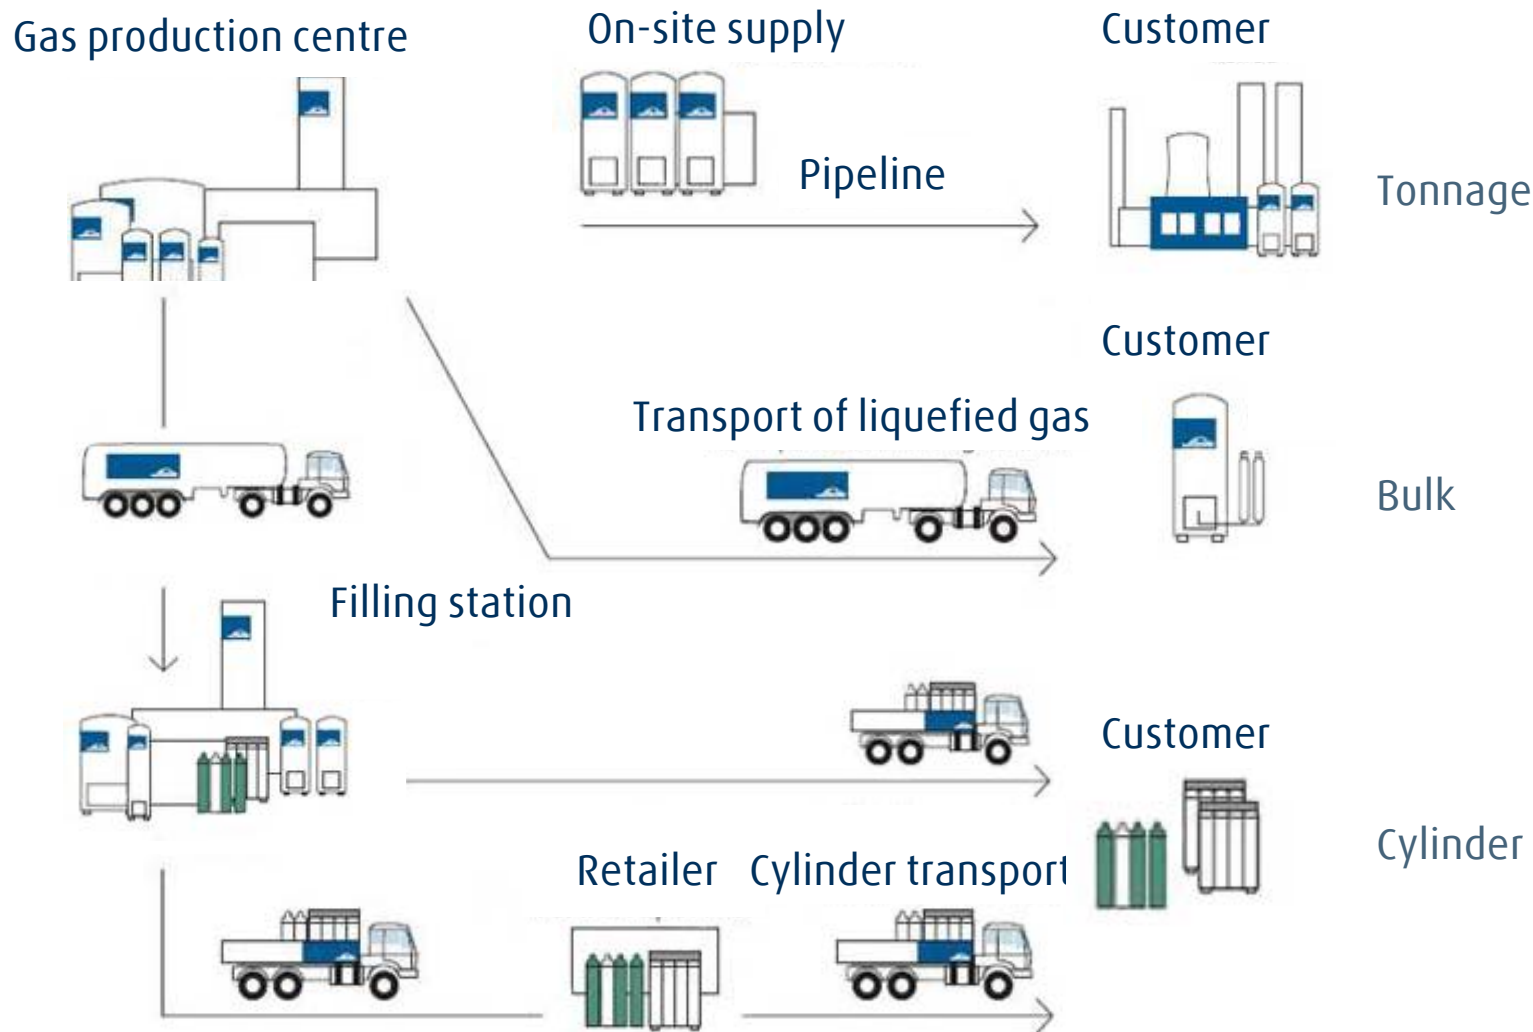 Gas production centre
On-site supply
Customer
Pipeline
Tonnage
Customer
Transport of liquefied gas
Bulk
Filling station
Customer
Cylinder
Retailer
Cylinder transport